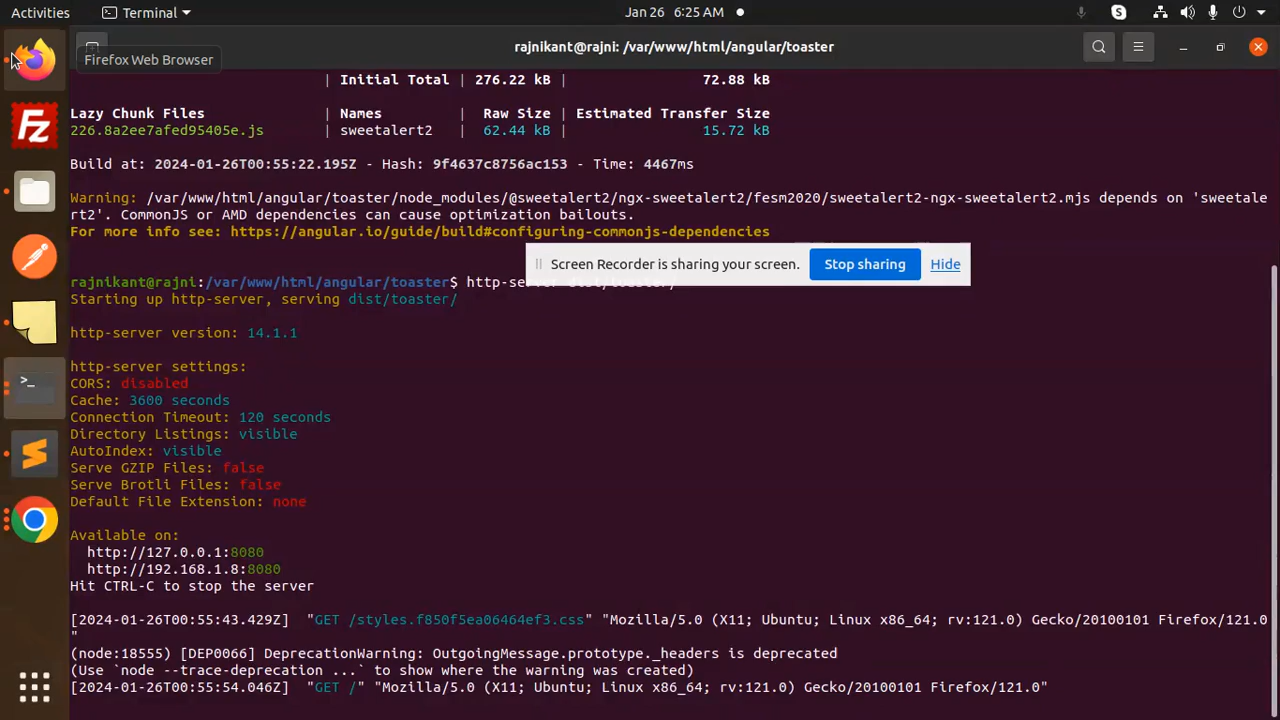 Activities Terminal Jan 26 6:25 AM
rajnikant@rajni: /var/www/html/angular/toaster
Firefox Web Browser
| Initial Total | 276.22 kB | 72.88 kB
Lazy Chunk Files | Names | Raw Size | Estimated Transfer Size
226.8a2ee7afed95405e.js | sweetalert2 | 62.44 kB | 15.72 kB
Build at: 2024-01-26T00:55:22.195Z - Hash: 9f4637c8756ac153 - Time: 4467ms
Warning: /var/www/html/angular/toaster/node_modules/@sweetalert2/ngx-sweetalert2/fesm2020/sweetalert2-ngx-sweetalert2.mjs depends on 'sweetale
rt2'. CommonJS or AMD dependencies can cause optimization bailouts.
For more info see: https://angular.io/guide/build#configuring-commonjs-dependencies
Screen Recorder is sharing your screen. Stop sharing Hide
rajnikant@rajni:/var/www/html/angular/toaster$ http-se
Starting up http-server, serving dist/toaster/
http-server version: 14.1.1
http-server settings:
CORS: disabled
Cache: 3600 seconds
Connection Timeout: 120 seconds
Directory Listings: visible
AutoIndex: visible
Serve GZIP Files: false
Serve Brotli Files: false
Default File Extension: none
Available on:
http://127.0.0.1:8080
http://192.168.1.8:8080
Hit CTRL-C to stop the server
[2024-01-26T00:55:43.429Z] "GET /styles.f850f5ea06464ef3.css" "Mozilla/5.0 (X11; Ubuntu; Linux x86_64; rv:121.0) Gecko/20100101 Firefox/121.0
"
(node:18555) [DEP0066] DeprecationWarning: OutgoingMessage.prototype._headers is deprecated
(Use `node --trace-deprecation ...` to show where the warning was created)
[2024-01-26T00:55:54.046Z] "GET /" "Mozilla/5.0 (X11; Ubuntu; Linux x86_64; rv:121.0) Gecko/20100101 Firefox/121.0"